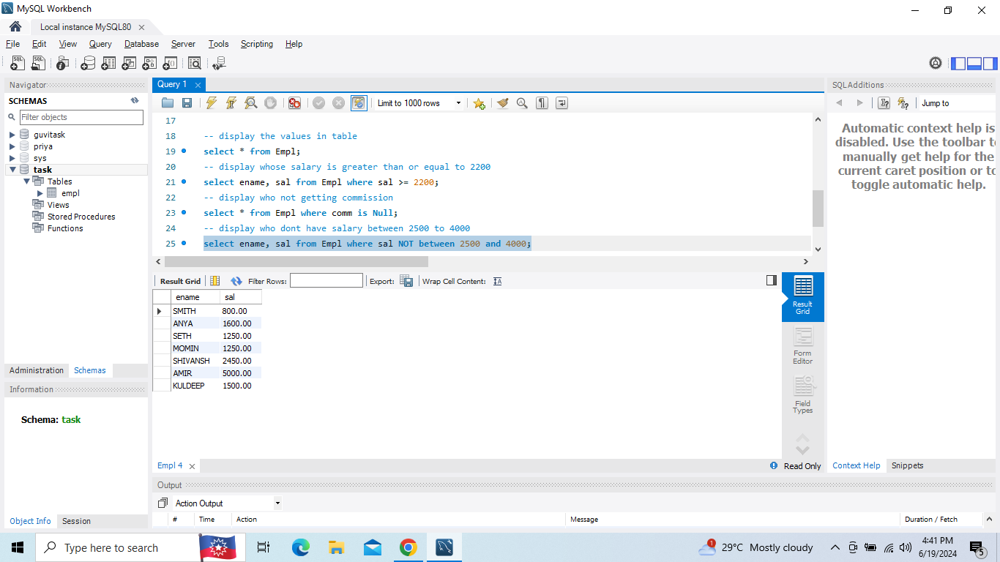 MySQL Workbench
Local instance MySQL80
File Edit View Query Database Server Tools Scripting Help
Navigator
SCHEMAS
Filter objects
guvitask
priya
sys
task
Tables
empl
Views
Stored Procedures
Functions
Administration Schemas
Information
Schema: task
Object Info Session
Query 1
Limit to 1000 rows
17
18 -- display the values in table
19 select * from Empl;
20 -- display whose salary is greater than or equal to 2200
21 select ename, sal from Empl where sal >= 2200;
22 -- display who not getting commission
23 select * from Empl where comm is Null;
24 -- display who dont have salary between 2500 to 4000
25 select ename, sal from Empl where sal NOT between 2500 and 4000;
Result Grid Filter Rows: Export: Wrap Cell Content:
ename sal
SMITH 800.00
ANYA 1600.00
SETH 1250.00
MOMIN 1250.00
SHIVANSH 2450.00
AMIR 5000.00
KULDEEP 1500.00
Result
Grid
Form
Editor
Field
Types
Empl 4
Read Only
Output
Action Output
# Time Action Message Duration / Fetch
SQLAdditions
Jump to
Automatic context help is
disabled. Use the toolbar to
manually get help for the
current caret position or to
toggle automatic help.
Context Help Snippets
Type here to search
1
29°C Mostly cloudy
4:41 PM
6/19/2024
5